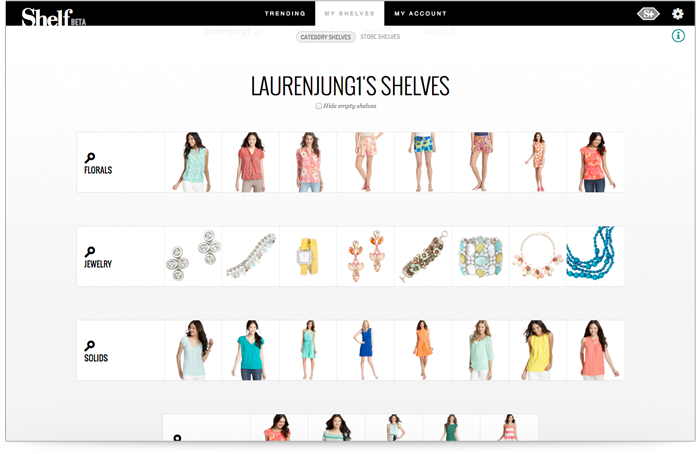 Shelf BETA
TRENDING MY SHELVES MY ACCOUNT
S+
CATEGORY SHELVES STORE SHELVES
i
LAURENJUNG1'S SHELVES
Hide empty shelves
FLORALS
JEWELRY
SOLIDS